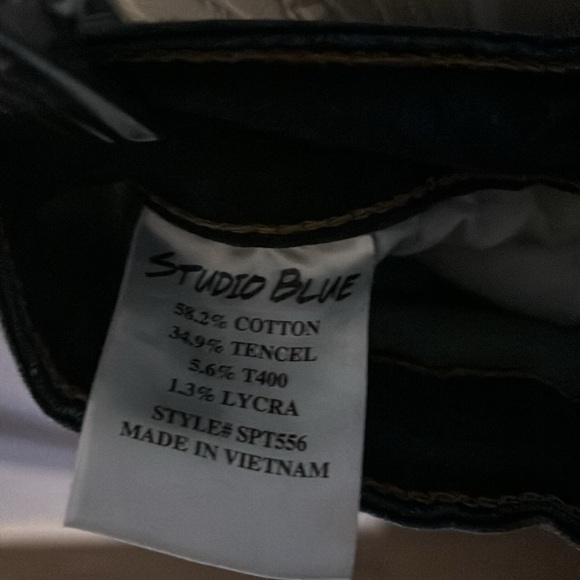 STUDIO BLUE
58.2% COTTON
34.9% TENCEL
5.6% T400
1.3% LYCRA
STYLE# SPT556
MADE IN VIETNAM